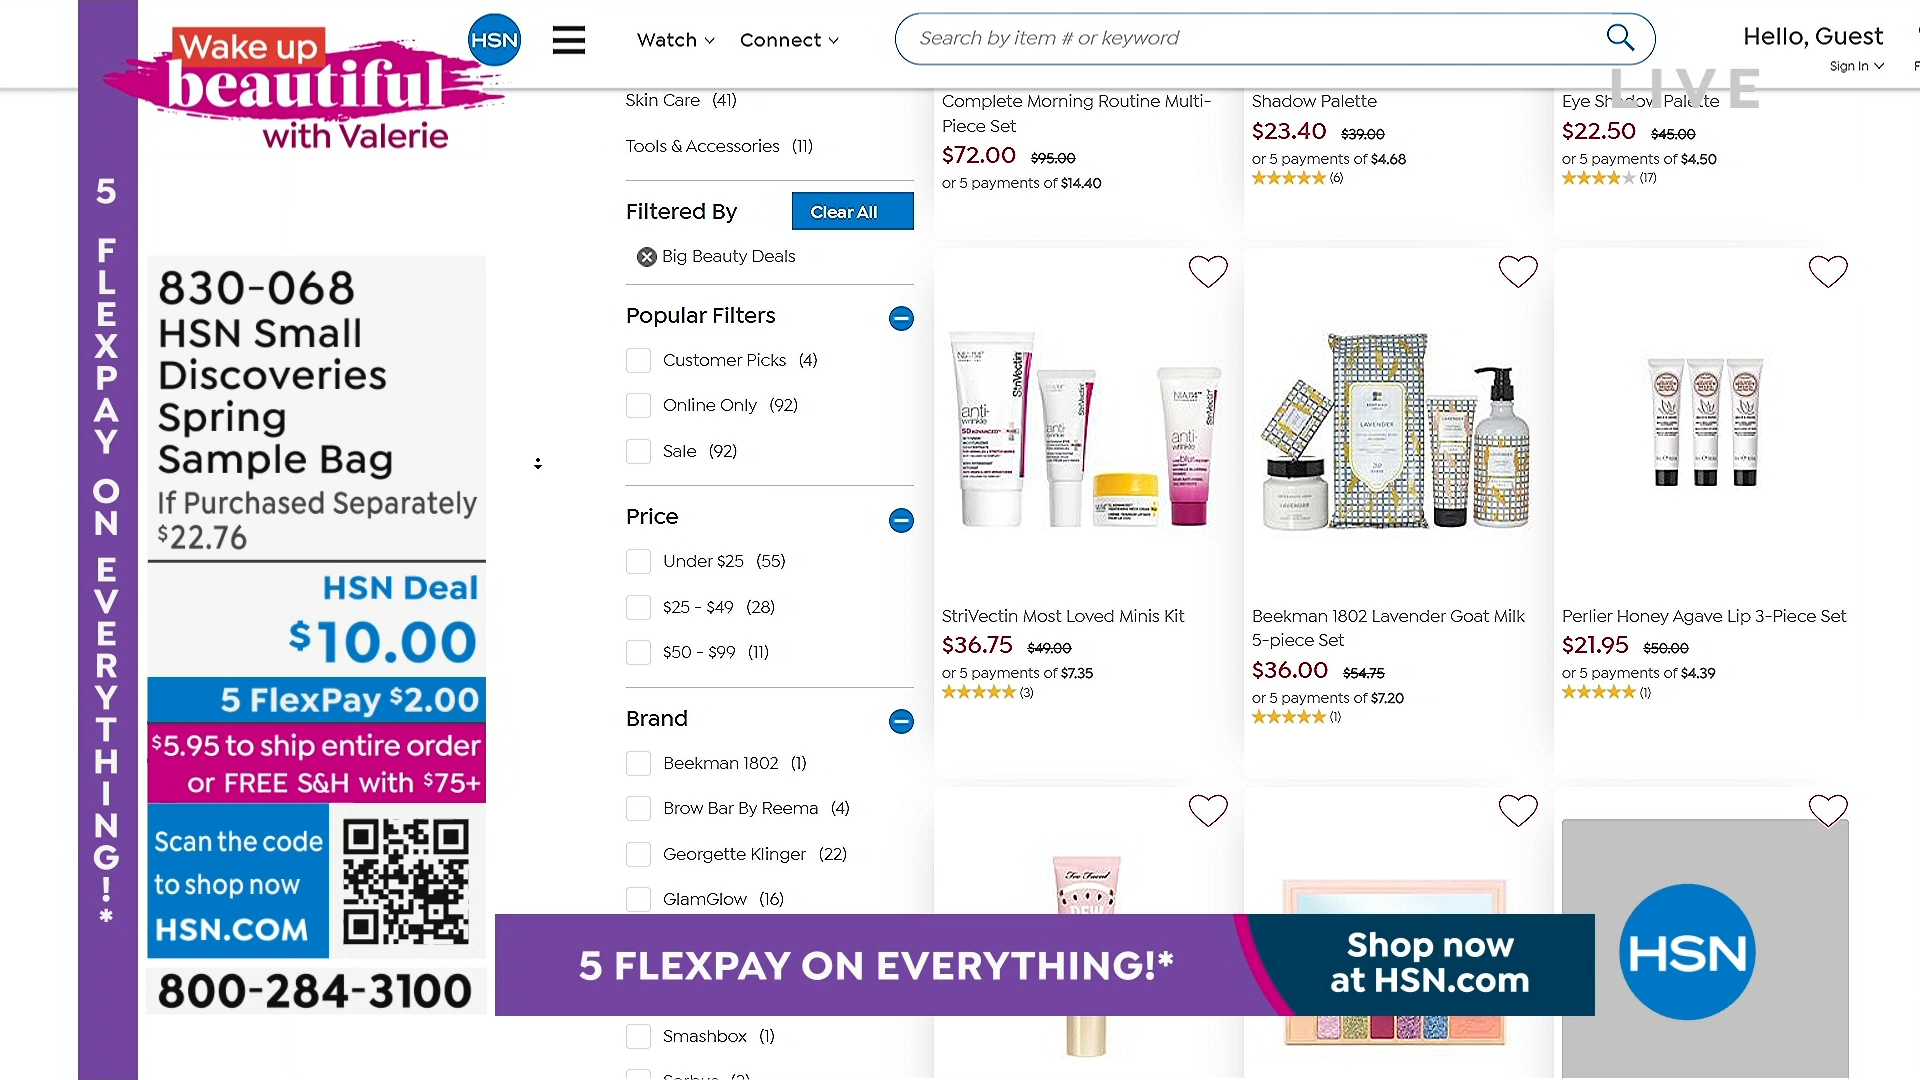 5 FLEXPAY ON EVERYTHING!*
Wake up
beautiful
with Valerie
830-068
HSN Small
Discoveries
Spring
Sample Bag
If Purchased Separately
$22.76
HSN Deal
$10.00
5 FlexPay $2.00
$5.95 to ship entire order
or FREE S&H with $75+
Scan the code
to shop now
HSN.COM
800-284-3100
HSN
Watch
Connect
Search by item # or keyword
Hello, Guest
Sign In
LIVE
Skin Care (41)
Tools & Accessories (11)
Filtered By
Clear All
Big Beauty Deals
Popular Filters
Customer Picks (4)
Online Only (92)
Sale (92)
Price
Under $25 (55)
$25 - $49 (28)
$50 - $99 (11)
Brand
Beekman 1802 (1)
Brow Bar By Reema (4)
Georgette Klinger (22)
GlamGlow (16)
Smashbox (1)
Complete Morning Routine Multi-
Piece Set
$72.00 $95.00
or 5 payments of $14.40
Shadow Palette
$23.40 $39.00
or 5 payments of $4.68
(6)
Eye Shadow Palette
$22.50 $45.00
or 5 payments of $4.50
(17)
StriVectin
anti-
wrinkle
StriVectin Most Loved Minis Kit
$36.75 $49.00
or 5 payments of $7.35
(3)
LAVENDER
Beekman 1802 Lavender Goat Milk
5-piece Set
$36.00 $54.75
or 5 payments of $7.20
(1)
Perlier Honey Agave Lip 3-Piece Set
$21.95 $50.00
or 5 payments of $4.39
(1)
Too Faced
5 FLEXPAY ON EVERYTHING!*
Shop now
at HSN.com
HSN